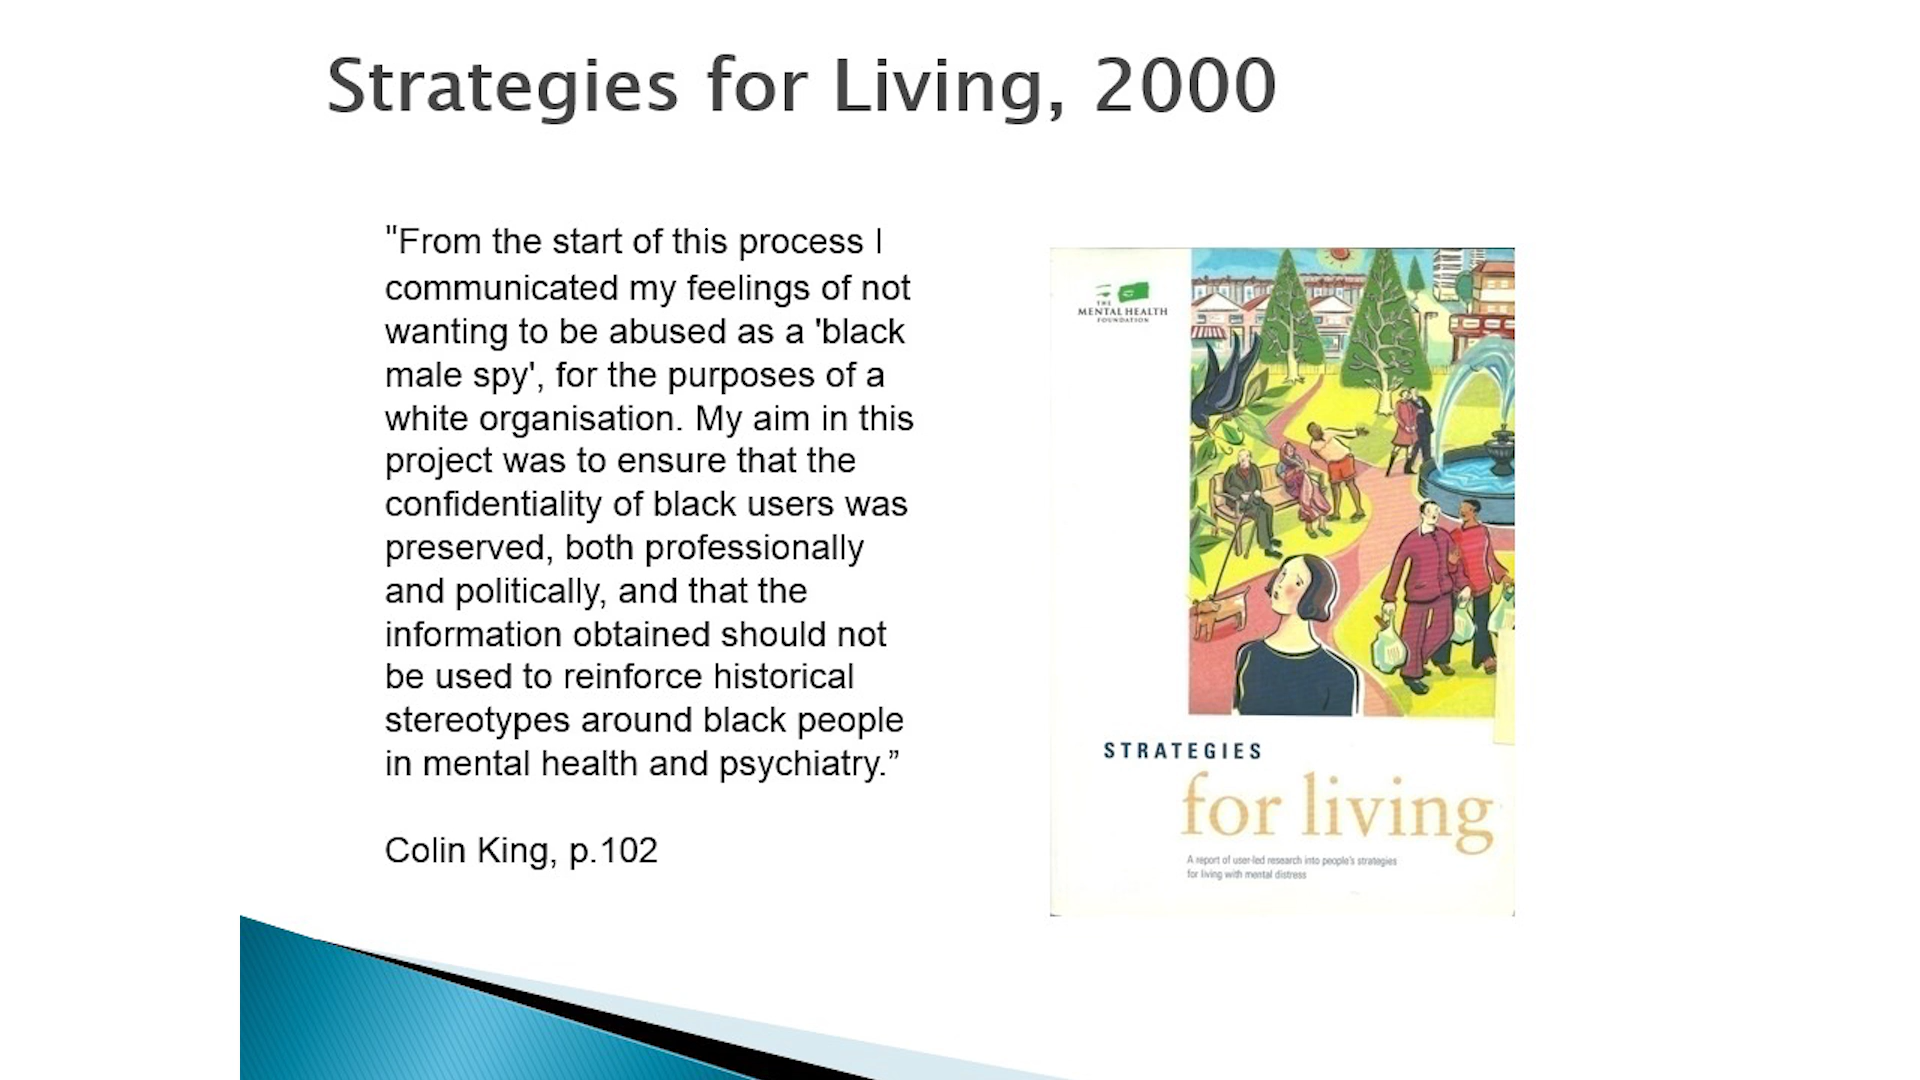 Strategies for Living, 2000
"From the start of this process I
communicated my feelings of not
wanting to be abused as a 'black
male spy', for the purposes of a
white organisation. My aim in this
project was to ensure that the
confidentiality of black users was
preserved, both professionally
and politically, and that the
information obtained should not
be used to reinforce historical
stereotypes around black people
in mental health and psychiatry.”
Colin King, p.102
THE
MENTAL HEALTH
FOUNDATION
STRATEGIES
for living
A report of user-led research into people's strategies
for living with mental distress